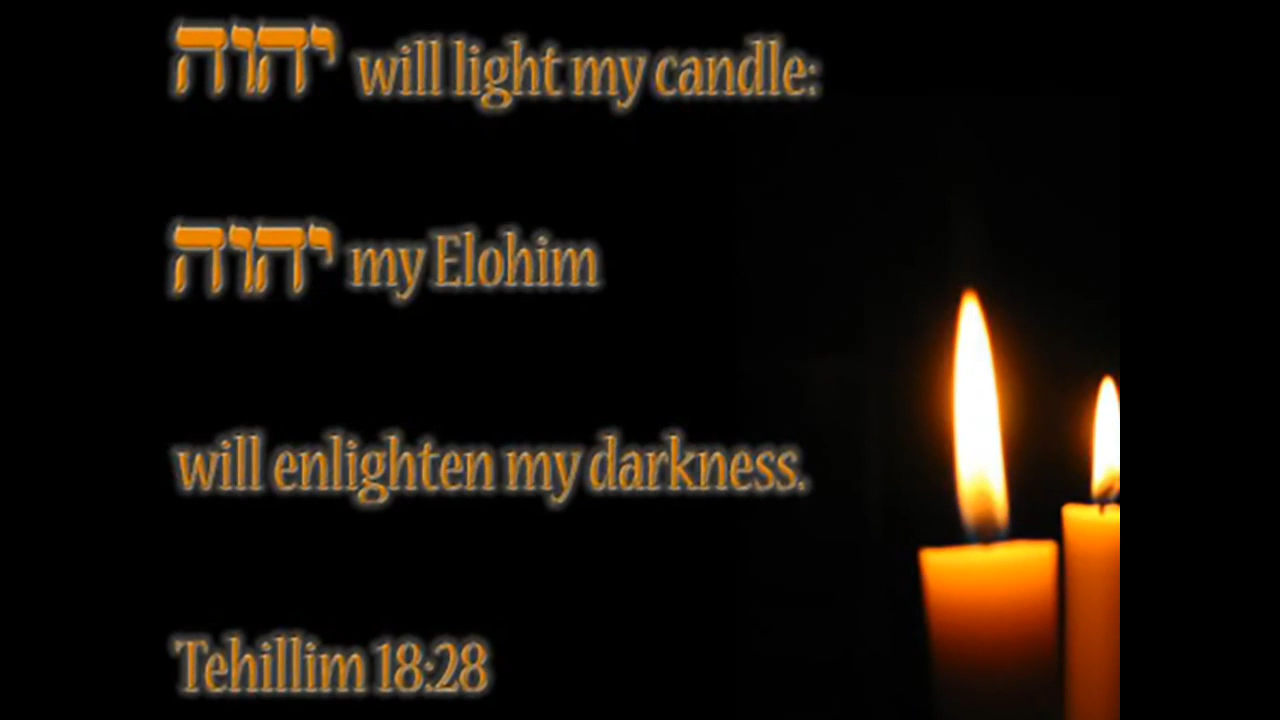 יהוה will light my candle:
יהוה my Elohim
will enlighten my darkness.
Tehillim 18:28